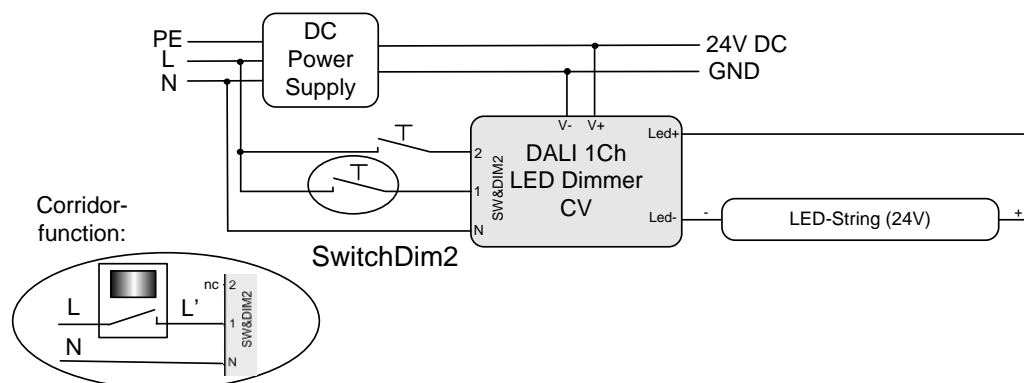 PE
L
N
DC
Power
Supply
24V DC
GND
V- V+
Led+
2
1
N
SW&DIM2
DALI 1Ch
LED Dimmer
CV
Led-
-
LED-String (24V)
+
SwitchDim2
Corridor-
function:
nc 2
L L’ 1
N N
SW&DIM2